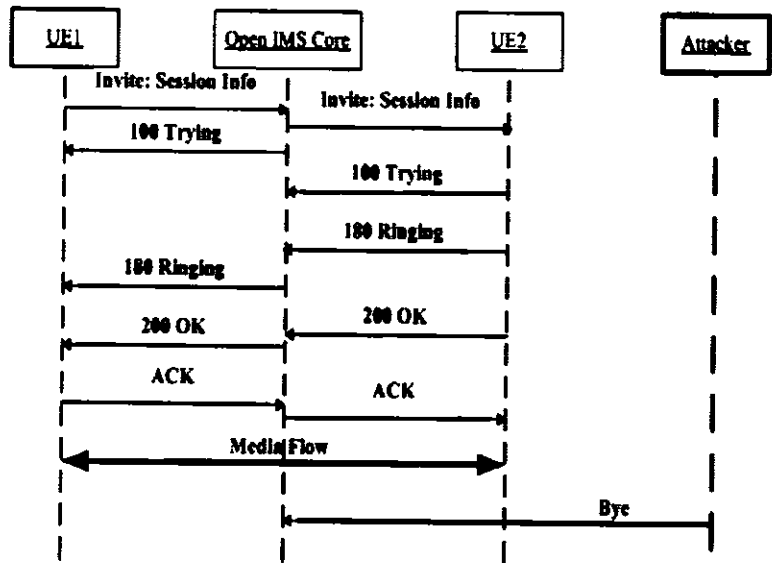 UE1
Open IMS Core
UE2
Attacker
Invite: Session Info
Invite: Session Info
100 Trying
100 Trying
180 Ringing
180 Ringing
200 OK
200 OK
ACK
ACK
Media Flow
Bye